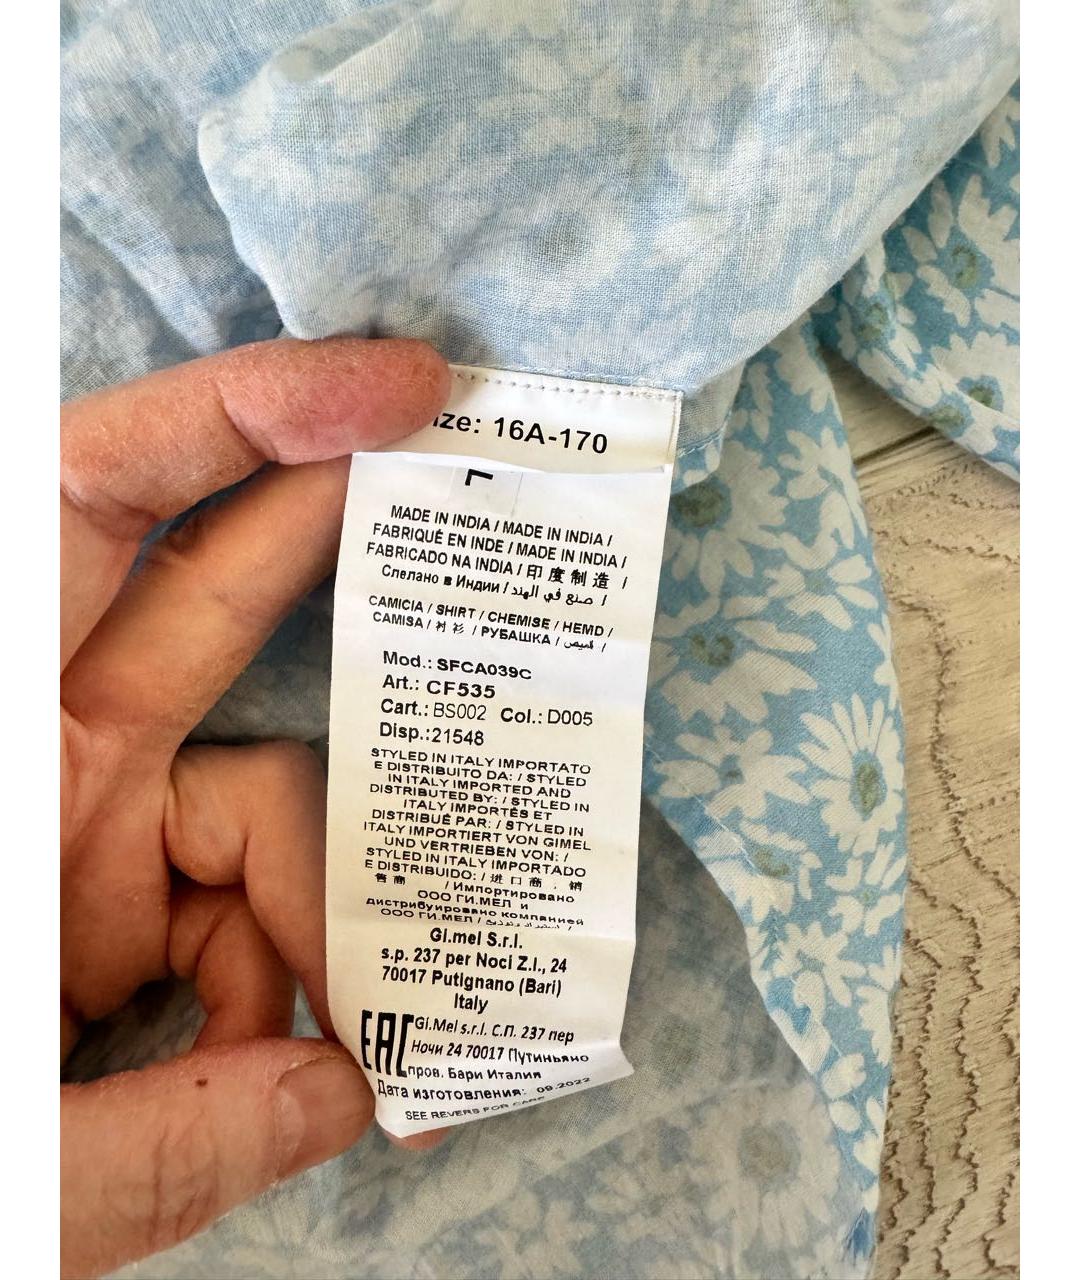 ize: 16A-170
MADE IN INDIA / MADE IN INDIA /
FABRIQUÉ EN INDE / MADE IN INDIA /
FABRICADO NA INDIA / 印度制造 /
Спелано в Индии / صنع في الهند /
CAMICIA / SHIRT / CHEMISE / HEMD /
CAMISA / 衬衫 / РУБАШКА / قميص /
Mod.: SFCA039C
Art.: CF535
Cart.: BS002 Col.: D005
Disp.:21548
STYLED IN ITALY IMPORTATO
E DISTRIBUITO DA: / STYLED
IN ITALY IMPORTED AND
DISTRIBUTED BY: / STYLED IN
ITALY IMPORTÉS ET
DISTRIBUÉ PAR: / STYLED IN
ITALY IMPORTIERT VON GIMEL
UND VERTRIEBEN VON: /
STYLED IN ITALY IMPORTADO
E DISTRIBUIDO: / 进口商 , 销
售商 / Импортировано
ООО ГИ.МЕЛ и
дистрибуировано компанией
ООО ГИ.МЕЛ /
Gi.mel S.r.l.
s.p. 237 per Noci Z.I., 24
70017 Putignano (Bari)
Italy
EAC
Gi.Mel s.r.l. С.П. 237 пер
Ночи 24 70017 Путиньяно
пров. Бари Италия
Дата изготовления: 09.2022
SEE REVERS FOR CARE